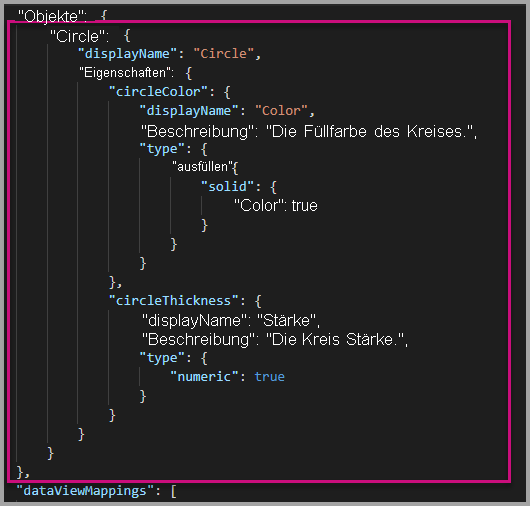 "Objekte": {
"Circle": {
"displayName": "Circle",
"Eigenschaften": {
"circleColor": {
"displayName": "Color",
"Beschreibung": "Die Füllfarbe des Kreises.",
"type": {
"ausfüllen"{
"solid": {
"Color": true
}
}
}
},
"circleThickness": {
"displayName": "Stärke",
"Beschreibung": "Die Kreis Stärke.",
"type": {
"numeric": true
}
}
}
}
},
"dataViewMappings": [